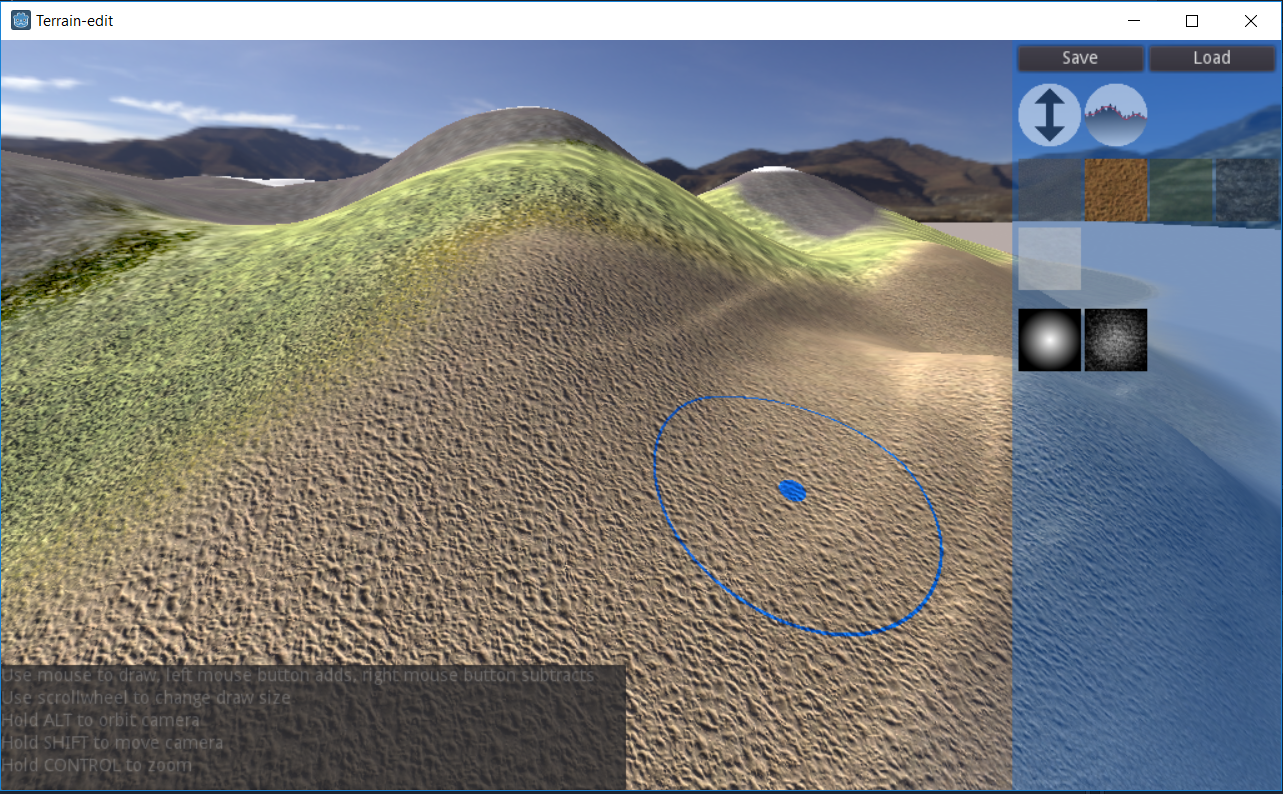 Terrain-edit
Save
Load
Use mouse to draw, left mouse button adds, right mouse button subtracts
Use scrollwheel to change draw size
Hold ALT to orbit camera
Hold SHIFT to move camera
Hold CONTROL to zoom